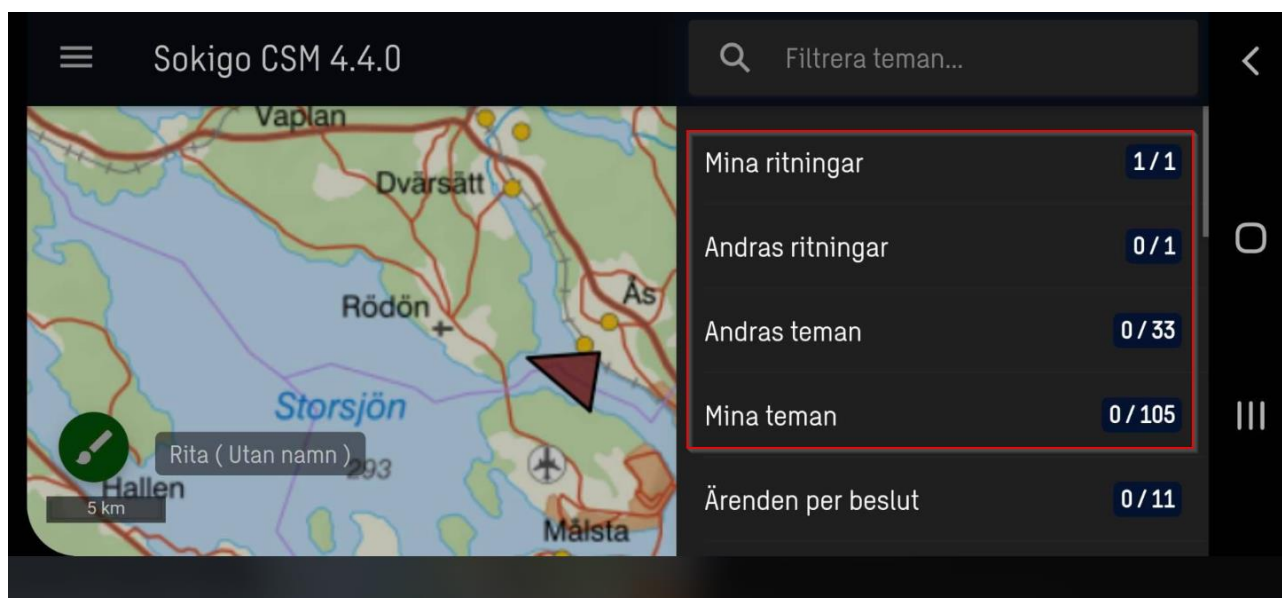 Sokigo CSM 4.4.0
Filtrera teman...
Vaplan
Dvärsätt
Ås
Rödön
Storsjön
Rita ( Utan namn )
293
Hallen
5 km
Målsta
Mina ritningar 1/1
Andras ritningar 0/1
Andras teman 0/33
Mina teman 0/105
Ärenden per beslut 0/11